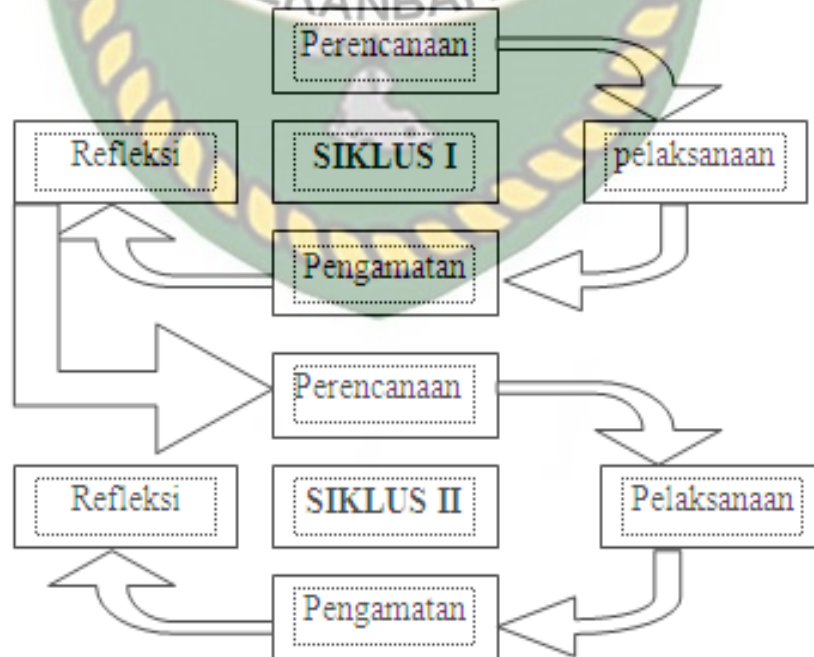 Perencanaan
Refleksi
SIKLUS I
pelaksanaan
Pengamatan
Perencanaan
Refleksi
SIKLUS II
Pelaksanaan
Pengamatan